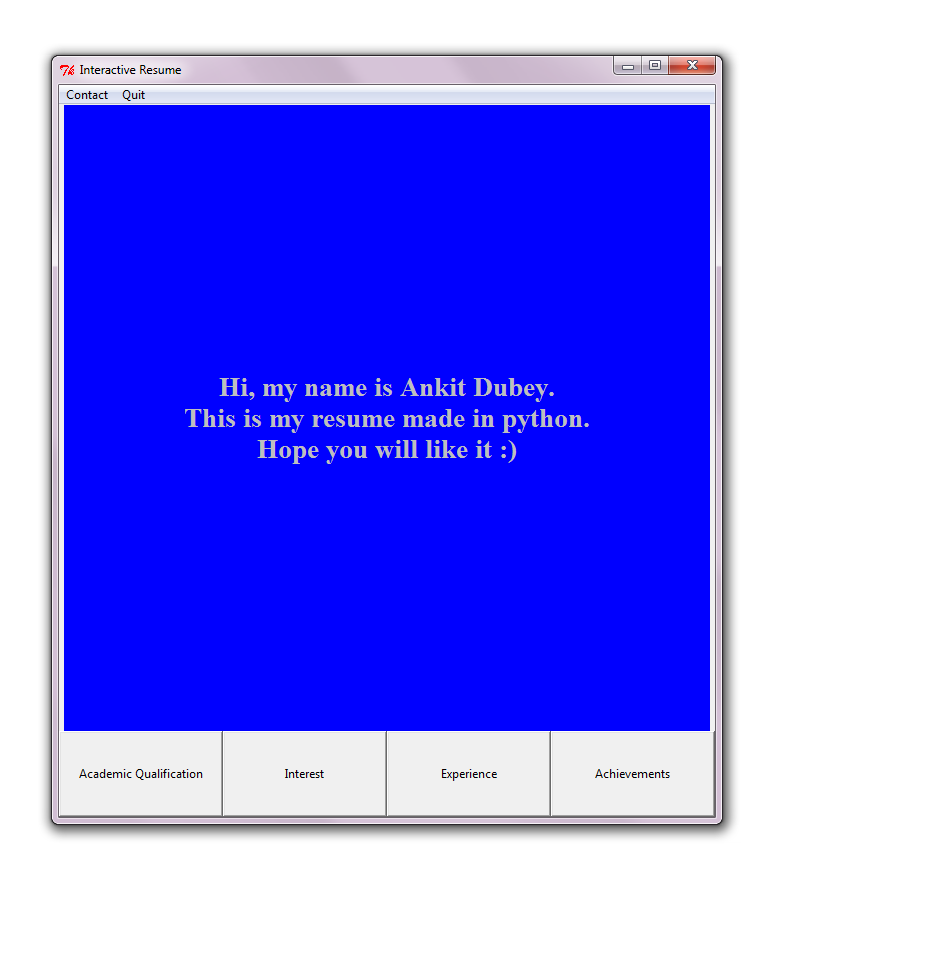 Interactive Resume
Contact Quit
Hi, my name is Ankit Dubey.
This is my resume made in python.
Hope you will like it :)
Academic Qualification Interest Experience Achievements